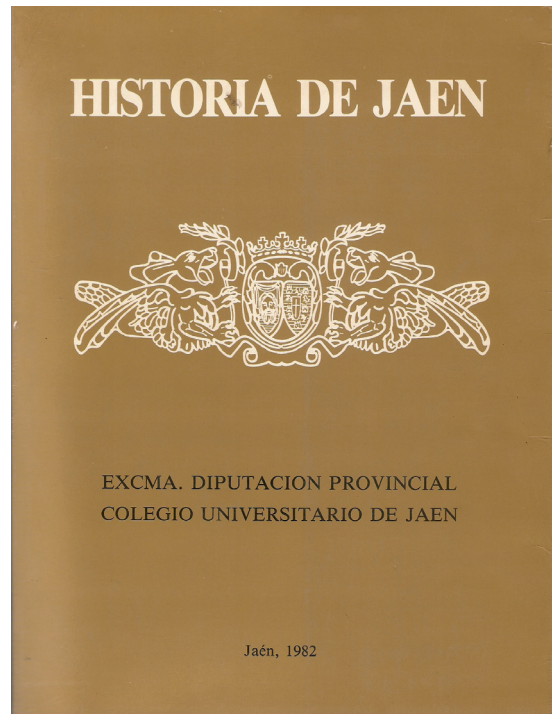 HISTORIA DE JAEN
EXCMA. DIPUTACION PROVINCIAL
COLEGIO UNIVERSITARIO DE JAEN
Jaén, 1982